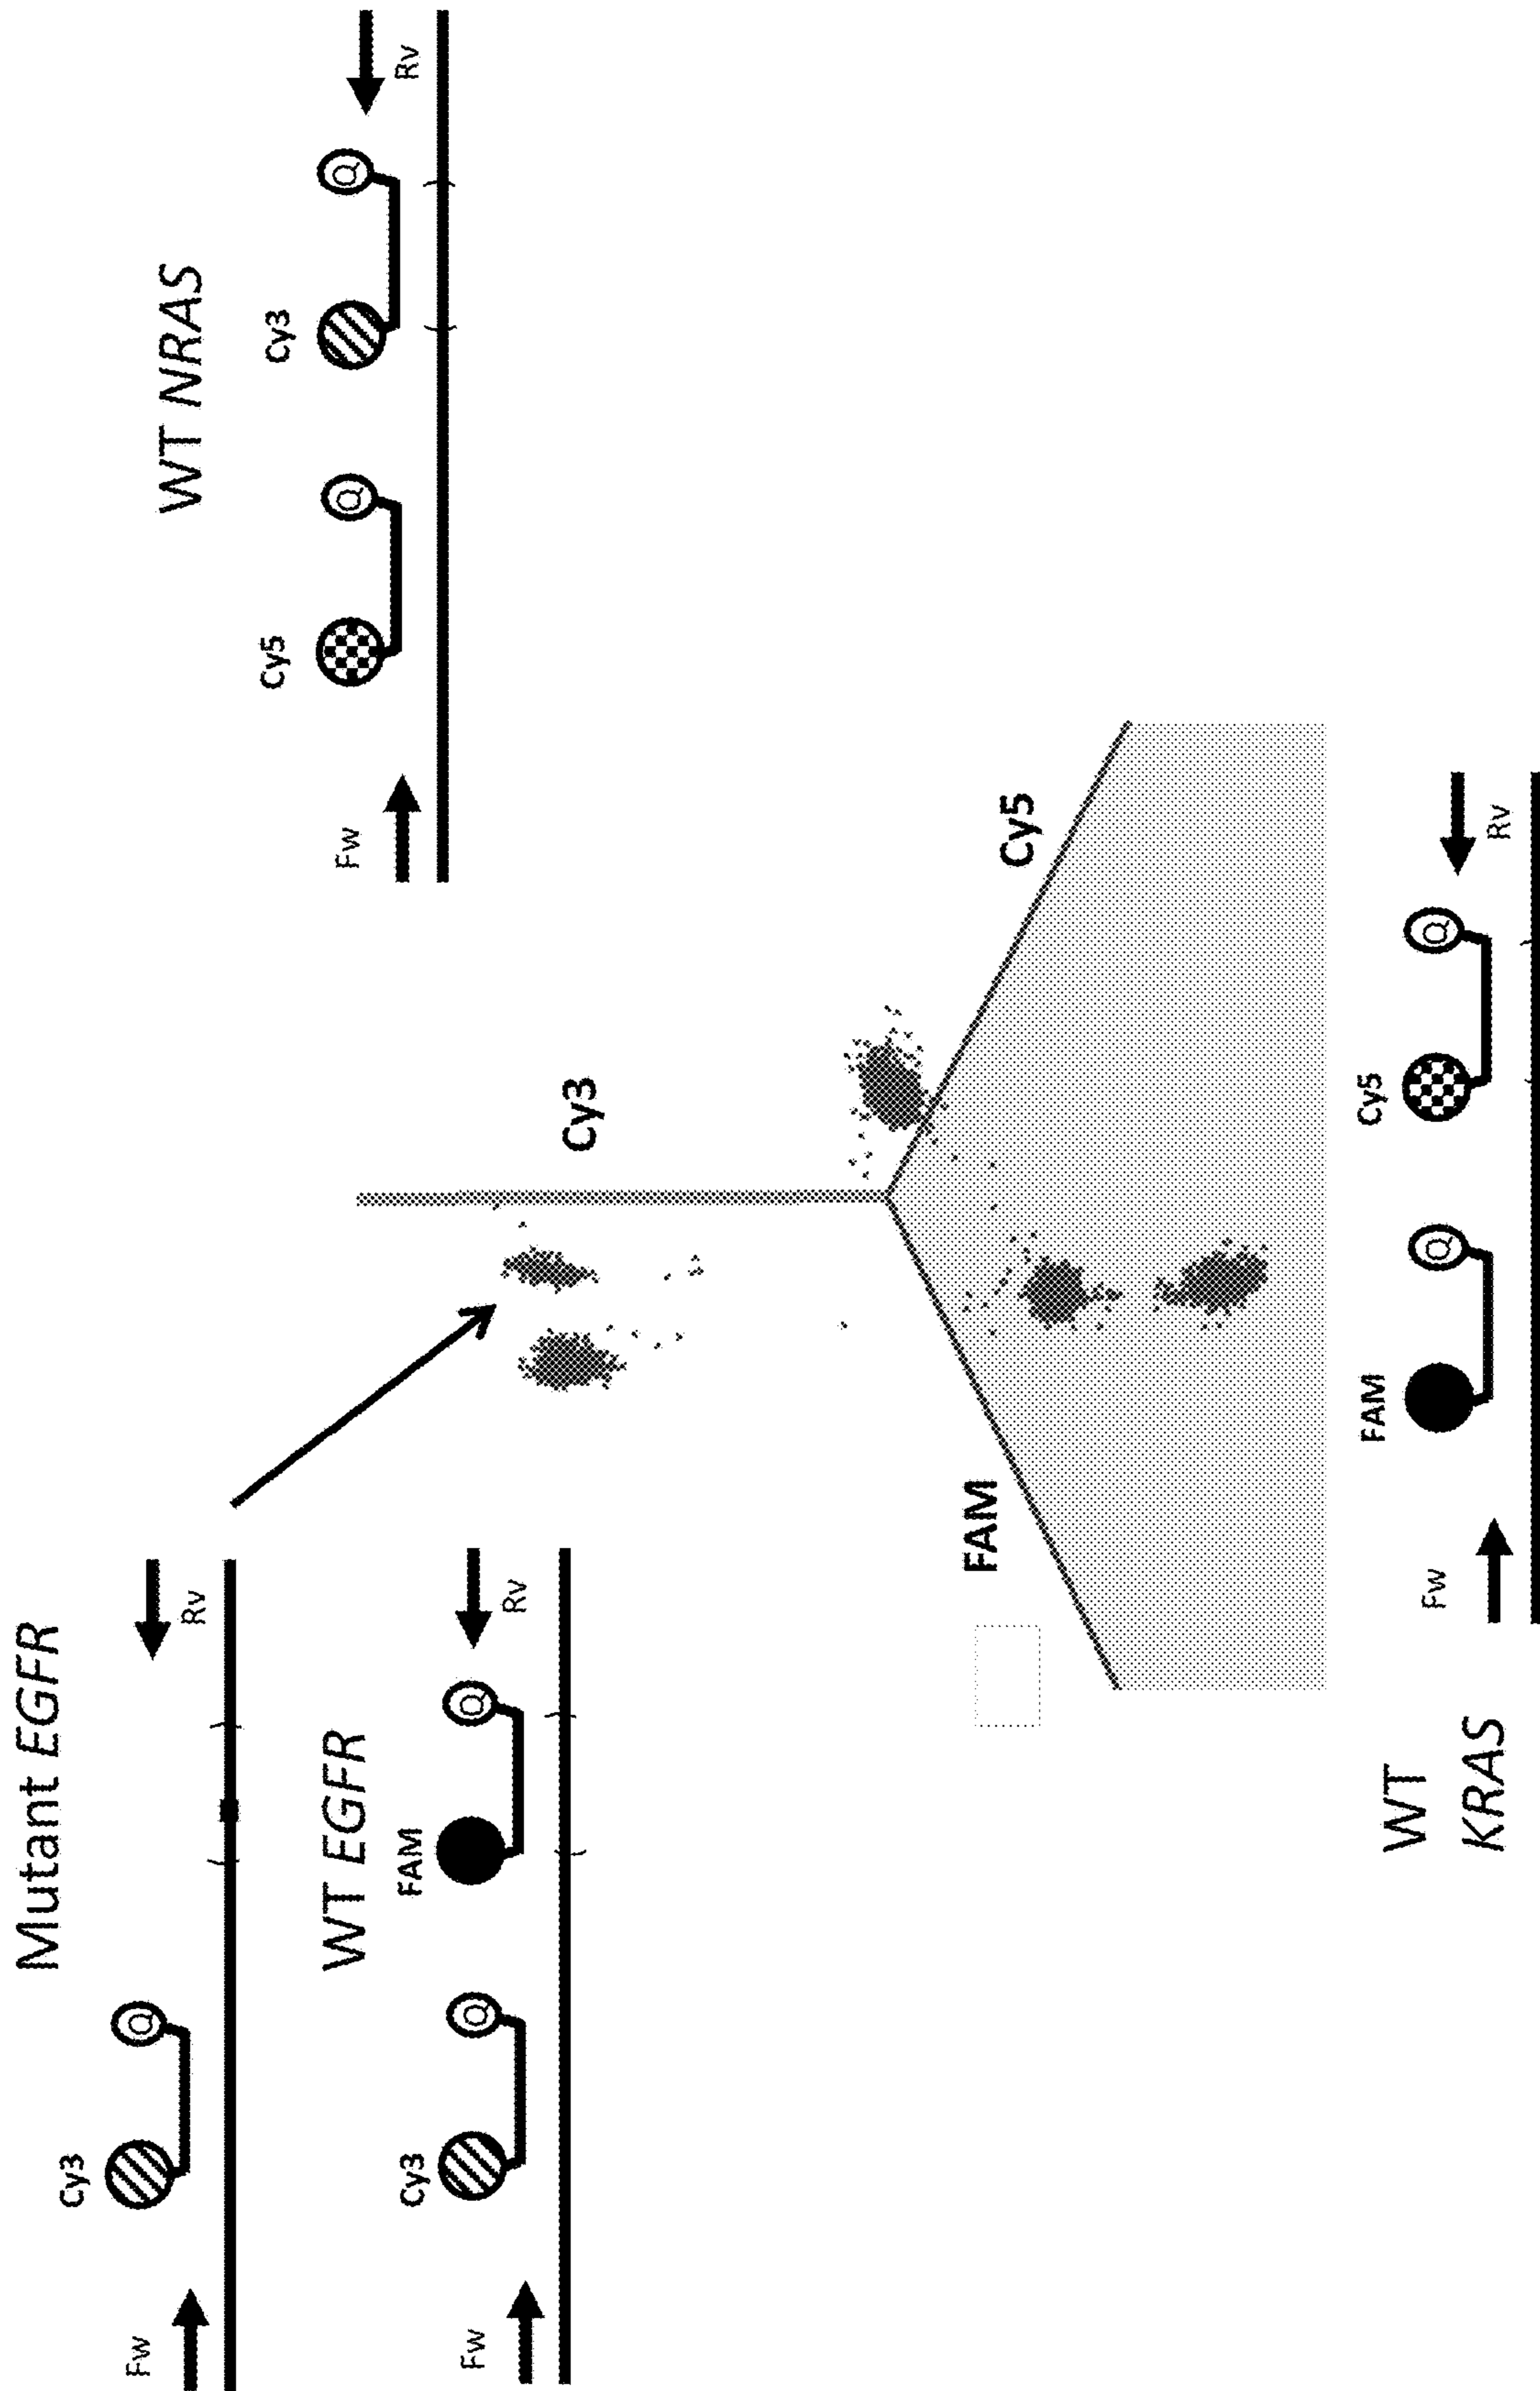 Mutant EGFR
Cy3
Q
Fw
Rv
WT EGFR
Cy3
Q
FAM
Q
Fw
Rv
WT NRAS
Cy5
Q
Cy3
Q
Fw
Rv
Cy3
FAM
Cy5
WT
KRAS
FAM
Q
Cy5
Q
Fw
Rv